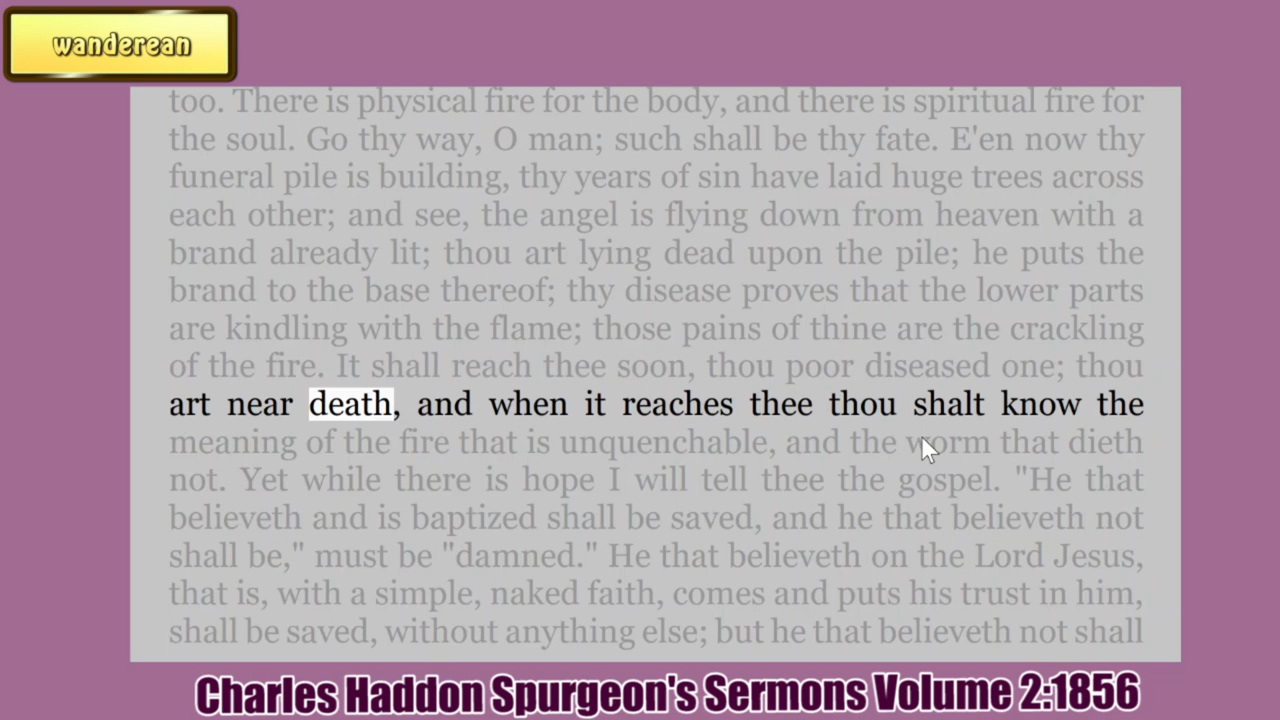 wanderean
too. There is physical fire for the body, and there is spiritual fire for
the soul. Go thy way, O man; such shall be thy fate. E'en now thy
funeral pile is building, thy years of sin have laid huge trees across
each other; and see, the angel is flying down from heaven with a
brand already lit; thou art lying dead upon the pile; he puts the
brand to the base thereof; thy disease proves that the lower parts
are kindling with the flame; those pains of thine are the crackling
of the fire. It shall reach thee soon, thou poor diseased one; thou
art near death, and when it reaches thee thou shalt know the
meaning of the fire that is unquenchable, and the worm that dieth
not. Yet while there is hope I will tell thee the gospel. "He that
believeth and is baptized shall be saved, and he that believeth not
shall be," must be "damned." He that believeth on the Lord Jesus,
that is, with a simple, naked faith, comes and puts his trust in him,
shall be saved, without anything else; but he that believeth not shall
Charles Haddon Spurgeon's Sermons Volume 2:1856